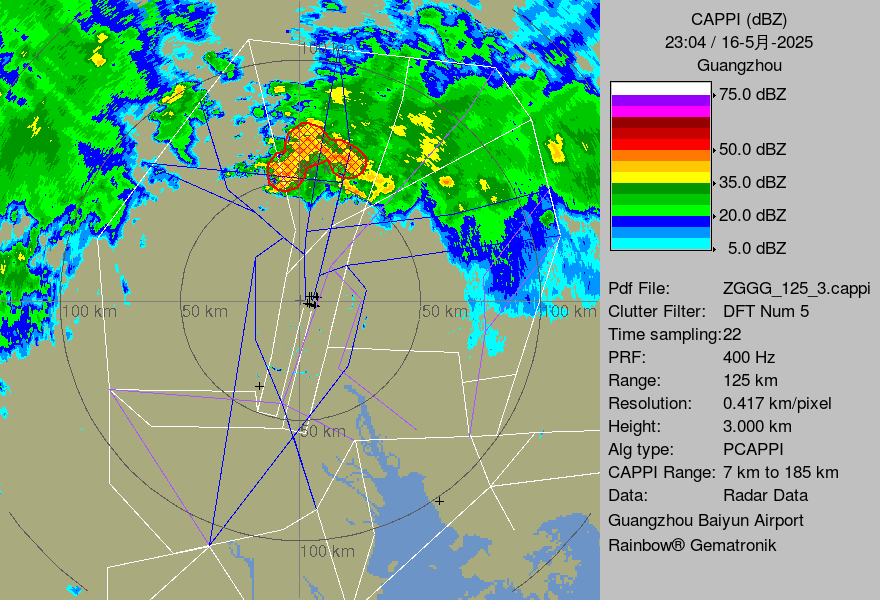 CAPPI (dBZ)
23:04 / 16-5月-2025
Guangzhou
75.0 dBZ
50.0 dBZ
35.0 dBZ
20.0 dBZ
5.0 dBZ
Pdf File: ZGGG_125_3.cappi
Clutter Filter: DFT Num 5
Time sampling:22
PRF: 400 Hz
Range: 125 km
Resolution: 0.417 km/pixel
Height: 3.000 km
Alg type: PCAPPI
CAPPI Range: 7 km to 185 km
Data: Radar Data
Guangzhou Baiyun Airport
Rainbow® Gematronik
100 km
100 km
50 km
50 km
100 km
50 km
100 km